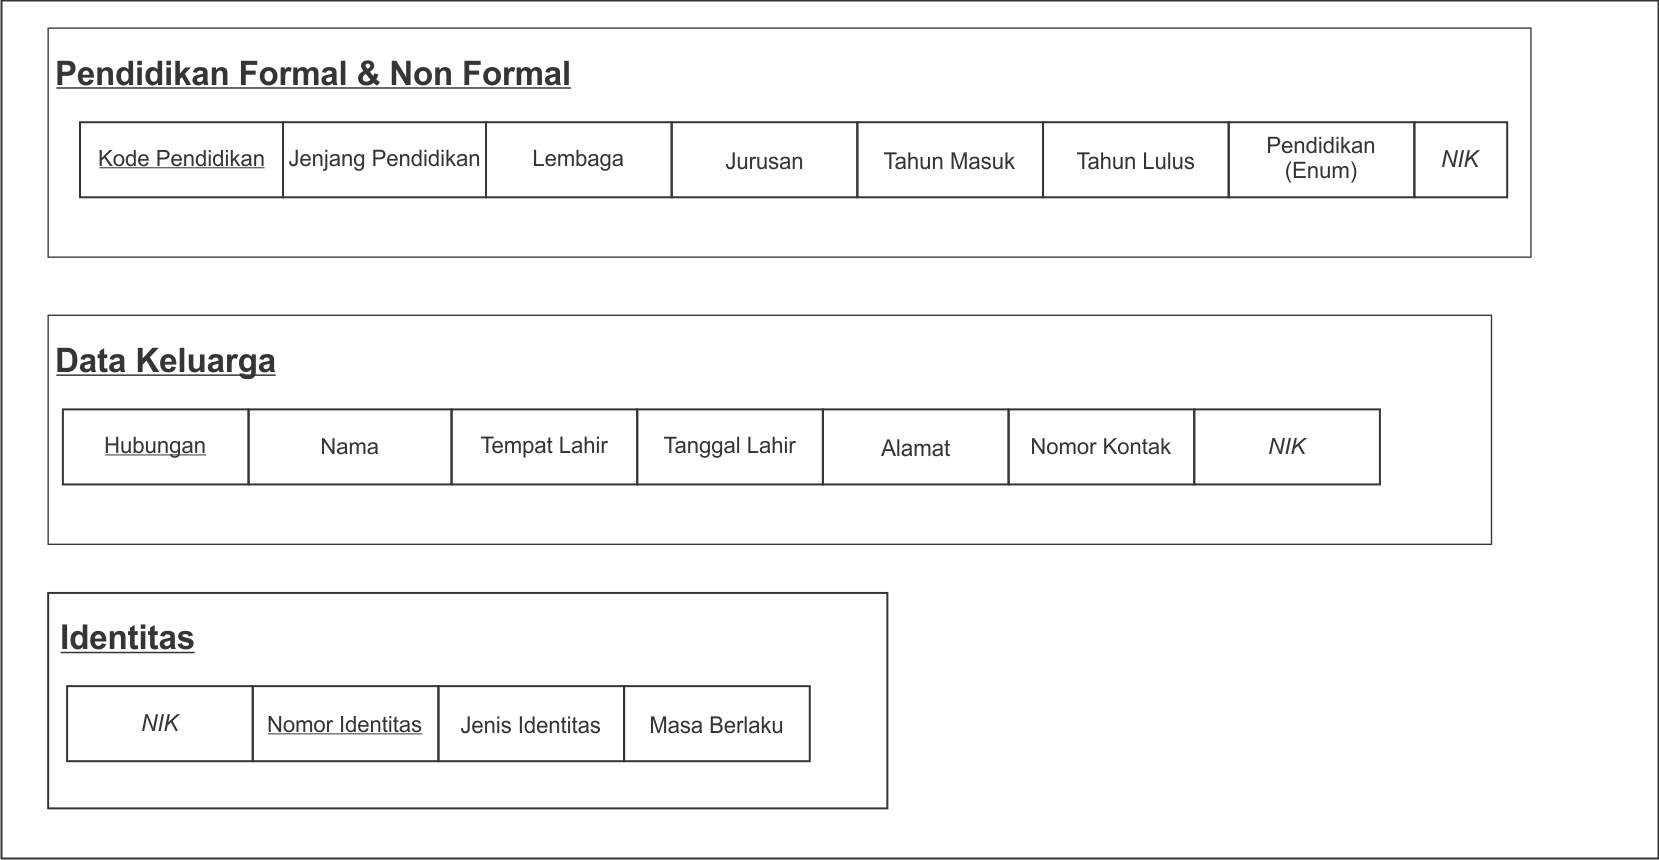 Pendidikan Formal & Non Formal
Kode Pendidikan
Jenjang Pendidikan
Lembaga
Jurusan
Tahun Masuk
Tahun Lulus
Pendidikan
(Enum)
NIK
Data Keluarga
Hubungan
Nama
Tempat Lahir
Tanggal Lahir
Alamat
Nomor Kontak
NIK
Identitas
NIK
Nomor Identitas
Jenis Identitas
Masa Berlaku